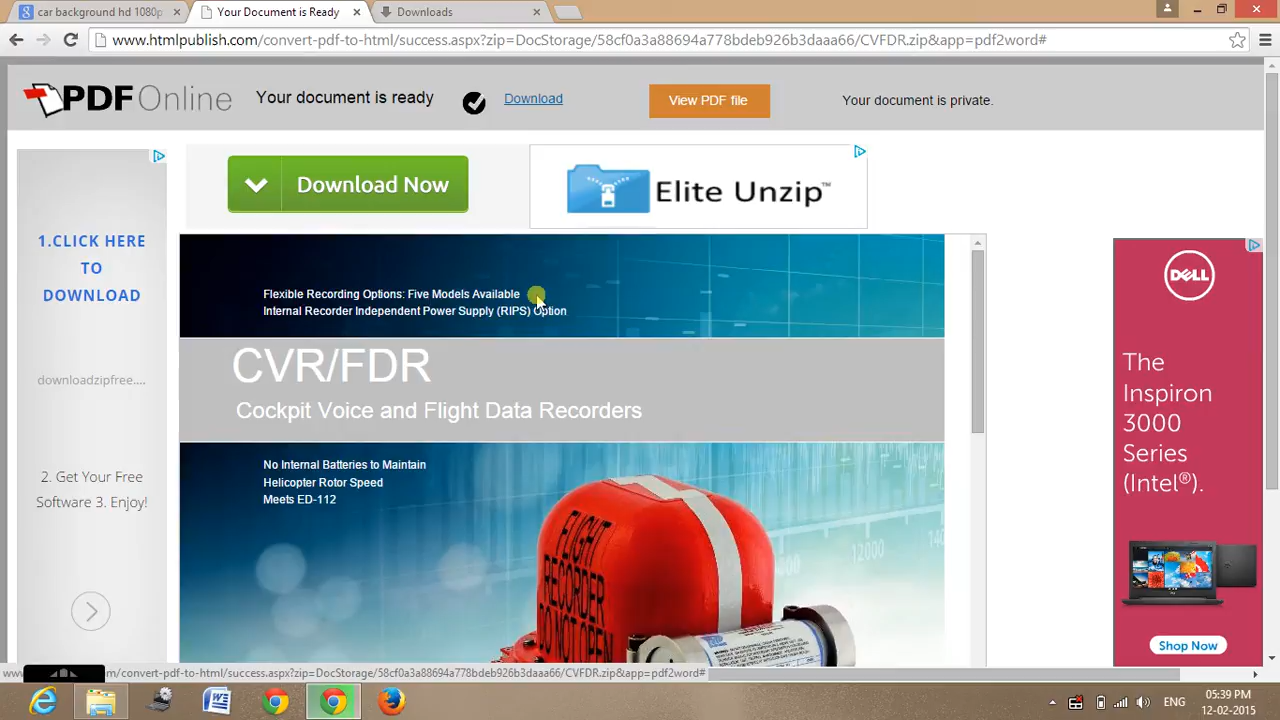 car background hd 1080p
Your Document is Ready
Downloads
www.htmlpublish.com/convert-pdf-to-html/success.aspx?zip=DocStorage/58cf0a3a88694a778bdeb926b3daaa66/CVFDR.zip&app=pdf2word#
PDFOnline
Your document is ready
Download
View PDF file
Your document is private.
1.CLICK HERE
TO
DOWNLOAD
downloadzipfree....
2. Get Your Free
Software 3. Enjoy!
Download Now
Elite Unzip™
Flexible Recording Options: Five Models Available
Internal Recorder Independent Power Supply (RIPS) Option
CVR/FDR
Cockpit Voice and Flight Data Recorders
No Internal Batteries to Maintain
Helicopter Rotor Speed
Meets ED-112
FLIGHT
RECORDER
DO NOT OPEN
12000
DELL
The
Inspiron
3000
Series
(Intel®).
Shop Now
m/convert-pdf-to-html/success.aspx?zip=DocStorage/58cf0a3a88694a778bdeb926b3daaa66/CVFDR.zip&app=pdf2word#
ENG
05:39 PM
12-02-2015